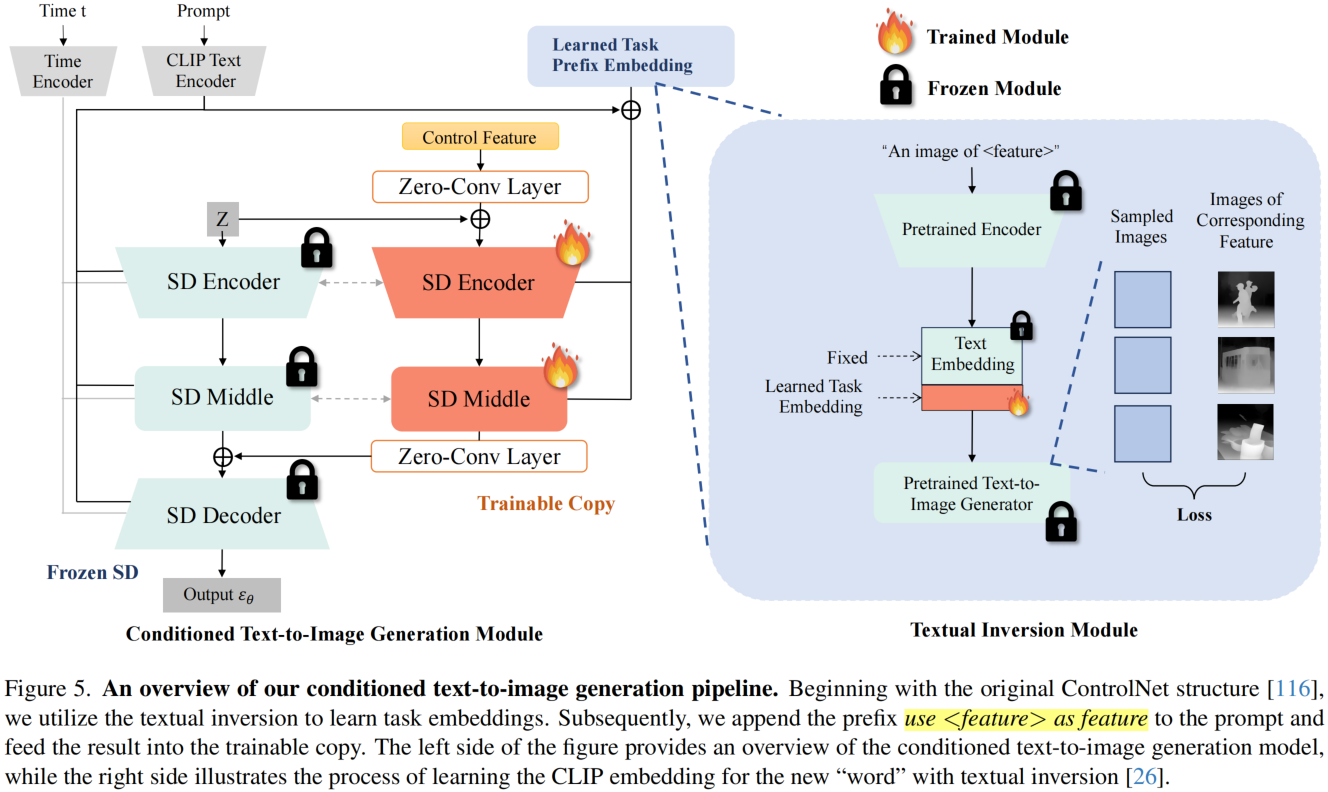 Time t
Prompt
Time
Encoder
CLIP Text
Encoder
Learned Task
Prefix Embedding
Trained Module
Frozen Module
Control Feature
Zero-Conv Layer
Z
SD Encoder
SD Encoder
SD Middle
SD Middle
Zero-Conv Layer
SD Decoder
Trainable Copy
Frozen SD
Output εθ
Conditioned Text-to-Image Generation Module
“An image of <feature>”
Pretrained Encoder
Text
Embedding
Fixed
Learned Task
Embedding
Pretrained Text-to-
Image Generator
Sampled
Images
Images of
Corresponding
Feature
Loss
Textual Inversion Module
Figure 5. An overview of our conditioned text-to-image generation pipeline. Beginning with the original ControlNet structure [116],
we utilize the textual inversion to learn task embeddings. Subsequently, we append the prefix use <feature> as feature to the prompt and
feed the result into the trainable copy. The left side of the figure provides an overview of the conditioned text-to-image generation model,
while the right side illustrates the process of learning the CLIP embedding for the new “word” with textual inversion [26].